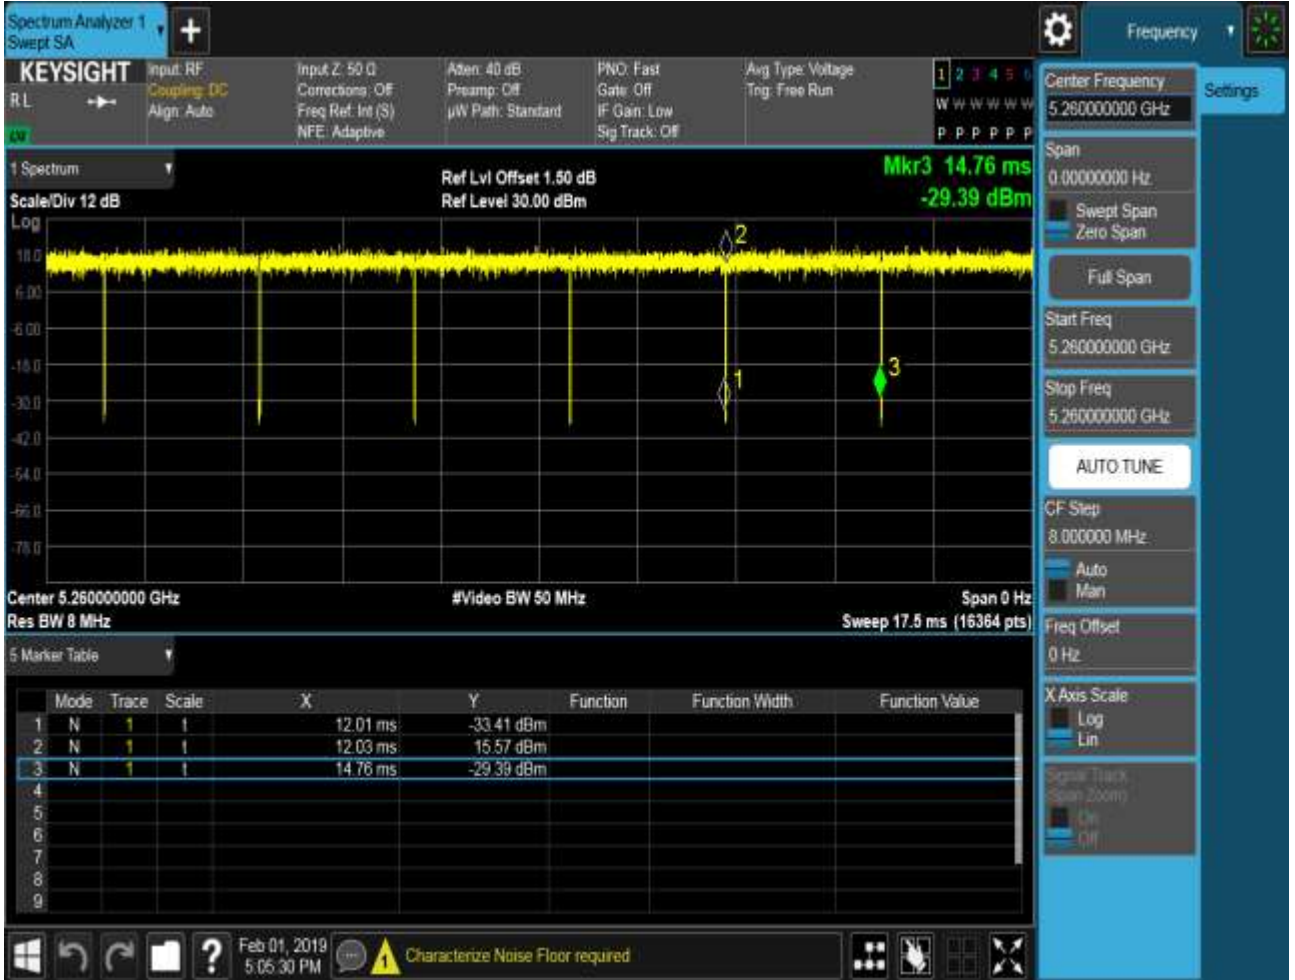 Spectrum Analyzer 1
Swept SA
Frequency
KEYSIGHT
RL
Input: RF
Coupling: DC
Align: Auto
Input Z: 50 Ω
Corrections: Off
Freq Ref: Int (S)
NFE: Adaptive
Atten: 40 dB
Preamp: Off
µW Path: Standard
PNO: Fast
Gate: Off
IF Gain: Low
Sig Track: Off
Avg Type: Voltage
Trig: Free Run
1 2 3 4 5 6
W W W W W W
P P P P P P
1 Spectrum
Scale/Div 12 dB
Ref Lvl Offset 1.50 dB
Ref Level 30.00 dBm
Mkr3 14.76 ms
-29.39 dBm
Log
18.0
6.00
-6.00
-18.0
-30.0
-42.0
-54.0
-66.0
-78.0
2
1
3
Center 5.260000000 GHz
#Video BW 50 MHz
Span 0 Hz
Res BW 8 MHz
Sweep 17.5 ms (16364 pts)
5 Marker Table
Mode Trace Scale X Y Function Function Width Function Value
1 N 1 t 12.01 ms -33.41 dBm
2 N 1 t 12.03 ms 15.57 dBm
3 N 1 t 14.76 ms -29.39 dBm
4
5
6
7
8
9
Feb 01, 2019
5:05:30 PM
1
Characterize Noise Floor required
Settings
Center Frequency
5.260000000 GHz
Span
0.00000000 Hz
Swept Span
Zero Span
Full Span
Start Freq
5.260000000 GHz
Stop Freq
5.260000000 GHz
AUTO TUNE
CF Step
8.000000 MHz
Auto
Man
Freq Offset
0 Hz
X Axis Scale
Log
Lin
Signal Track
(Span Zoom)
On
Off